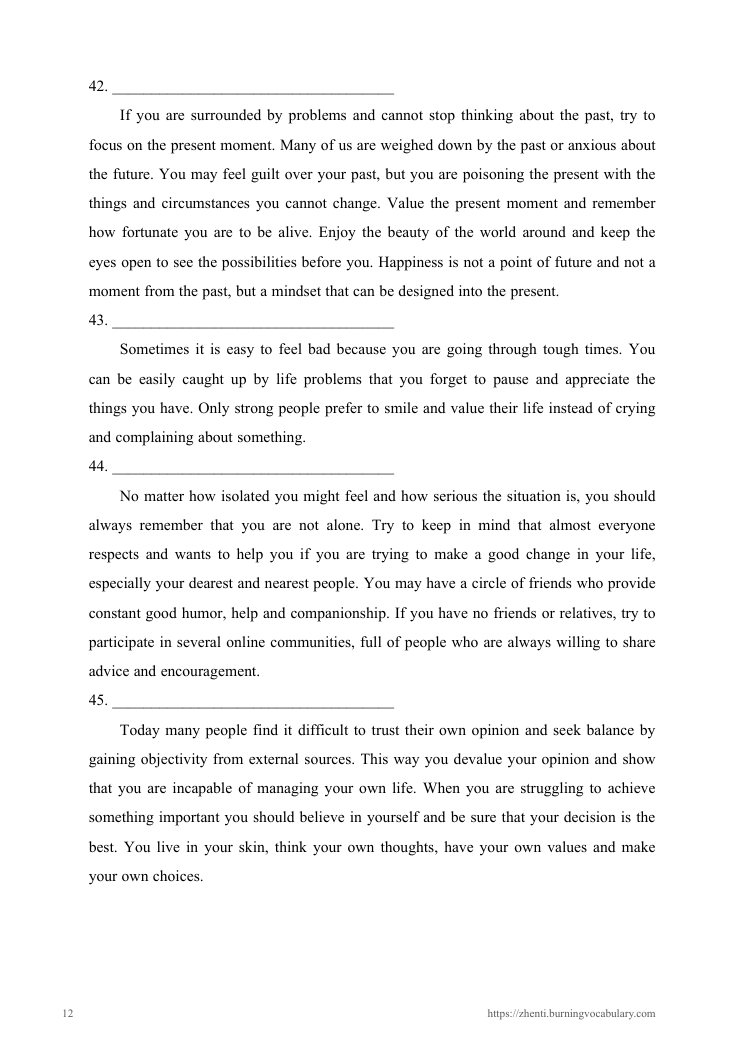 42. ____________________________________
If you are surrounded by problems and cannot stop thinking about the past, try to
focus on the present moment. Many of us are weighed down by the past or anxious about
the future. You may feel guilt over your past, but you are poisoning the present with the
things and circumstances you cannot change. Value the present moment and remember
how fortunate you are to be alive. Enjoy the beauty of the world around and keep the
eyes open to see the possibilities before you. Happiness is not a point of future and not a
moment from the past, but a mindset that can be designed into the present.
43. ____________________________________
Sometimes it is easy to feel bad because you are going through tough times. You
can be easily caught up by life problems that you forget to pause and appreciate the
things you have. Only strong people prefer to smile and value their life instead of crying
and complaining about something.
44. ____________________________________
No matter how isolated you might feel and how serious the situation is, you should
always remember that you are not alone. Try to keep in mind that almost everyone
respects and wants to help you if you are trying to make a good change in your life,
especially your dearest and nearest people. You may have a circle of friends who provide
constant good humor, help and companionship. If you have no friends or relatives, try to
participate in several online communities, full of people who are always willing to share
advice and encouragement.
45. ____________________________________
Today many people find it difficult to trust their own opinion and seek balance by
gaining objectivity from external sources. This way you devalue your opinion and show
that you are incapable of managing your own life. When you are struggling to achieve
something important you should believe in yourself and be sure that your decision is the
best. You live in your skin, think your own thoughts, have your own values and make
your own choices.
12
https://zhenti.burningvocabulary.com